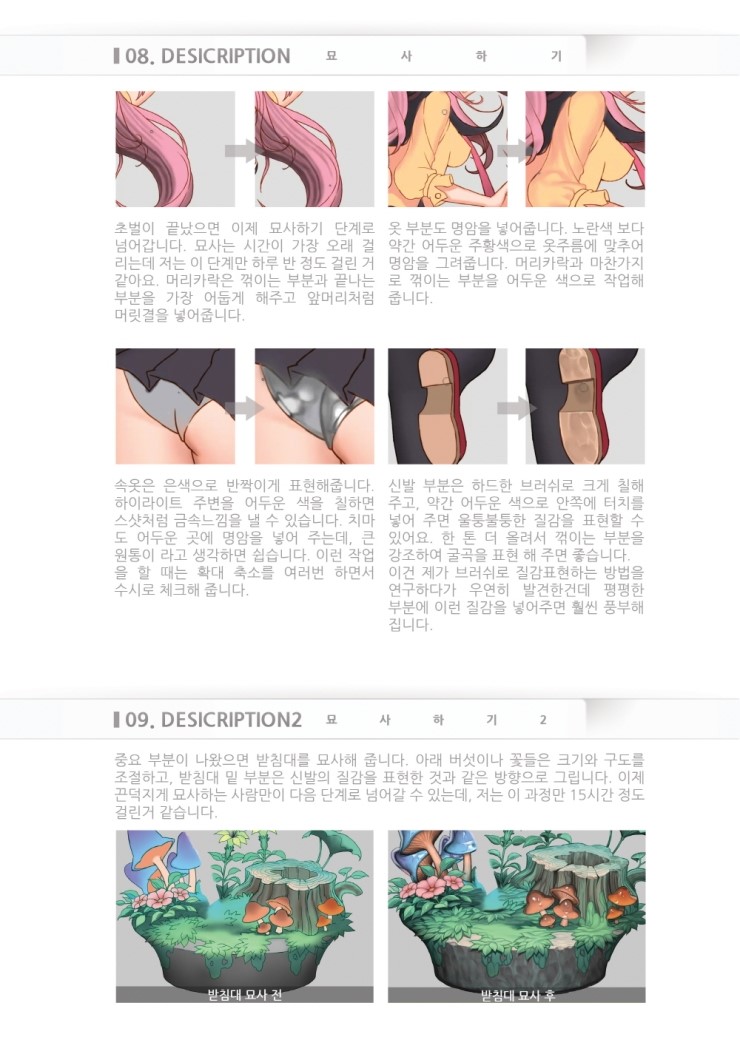 08. DESICRIPTION 묘 사 하 기
초벌이 끝났으면 이제 묘사하기 단계로
넘어갑니다. 묘사는 시간이 가장 오래 걸
리는데 저는 이 단계만 하루 반 정도 걸린 거
같아요. 머리카락은 꺾이는 부분과 끝나는
부분을 가장 어둡게 해주고 앞머리처럼
머릿결을 넣어줍니다.
옷 부분도 명암을 넣어줍니다. 노란색 보다
약간 어두운 주황색으로 옷주름에 맞추어
명암을 그려줍니다. 머리카락과 마찬가지
로 꺾이는 부분을 어두운 색으로 작업해
줍니다.
속옷은 은색으로 반짝이게 표현해줍니다.
하이라이트 주변을 어두운 색을 칠하면
스샷처럼 금속느낌을 낼 수 있습니다. 치마
도 어두운 곳에 명암을 넣어 주는데, 큰
원통이 라고 생각하면 쉽습니다. 이런 작업
을 할 때는 확대 축소를 여러번 하면서
수시로 체크해 줍니다.
신발 부분은 하드한 브러쉬로 크게 칠해
주고, 약간 어두운 색으로 안쪽에 터치를
넣어 주면 울퉁불퉁한 질감을 표현할 수
있어요. 한 톤 더 올려서 꺾이는 부분을
강조하여 굴곡을 표현 해 주면 좋습니다.
이건 제가 브러쉬로 질감표현하는 방법을
연구하다가 우연히 발견한건데 평평한
부분에 이런 질감을 넣어주면 훨씬 풍부해
집니다.
09. DESICRIPTION2 묘 사 하 기 2
중요 부분이 나왔으면 받침대를 묘사해 줍니다. 아래 버섯이나 꽃들은 크기와 구도를
조절하고, 받침대 밑 부분은 신발의 질감을 표현한 것과 같은 방향으로 그립니다. 이제
끈덕지게 묘사하는 사람만이 다음 단계로 넘어갈 수 있는데, 저는 이 과정만 15시간 정도
걸린거 같습니다.
받침대 묘사 전
받침대 묘사 후